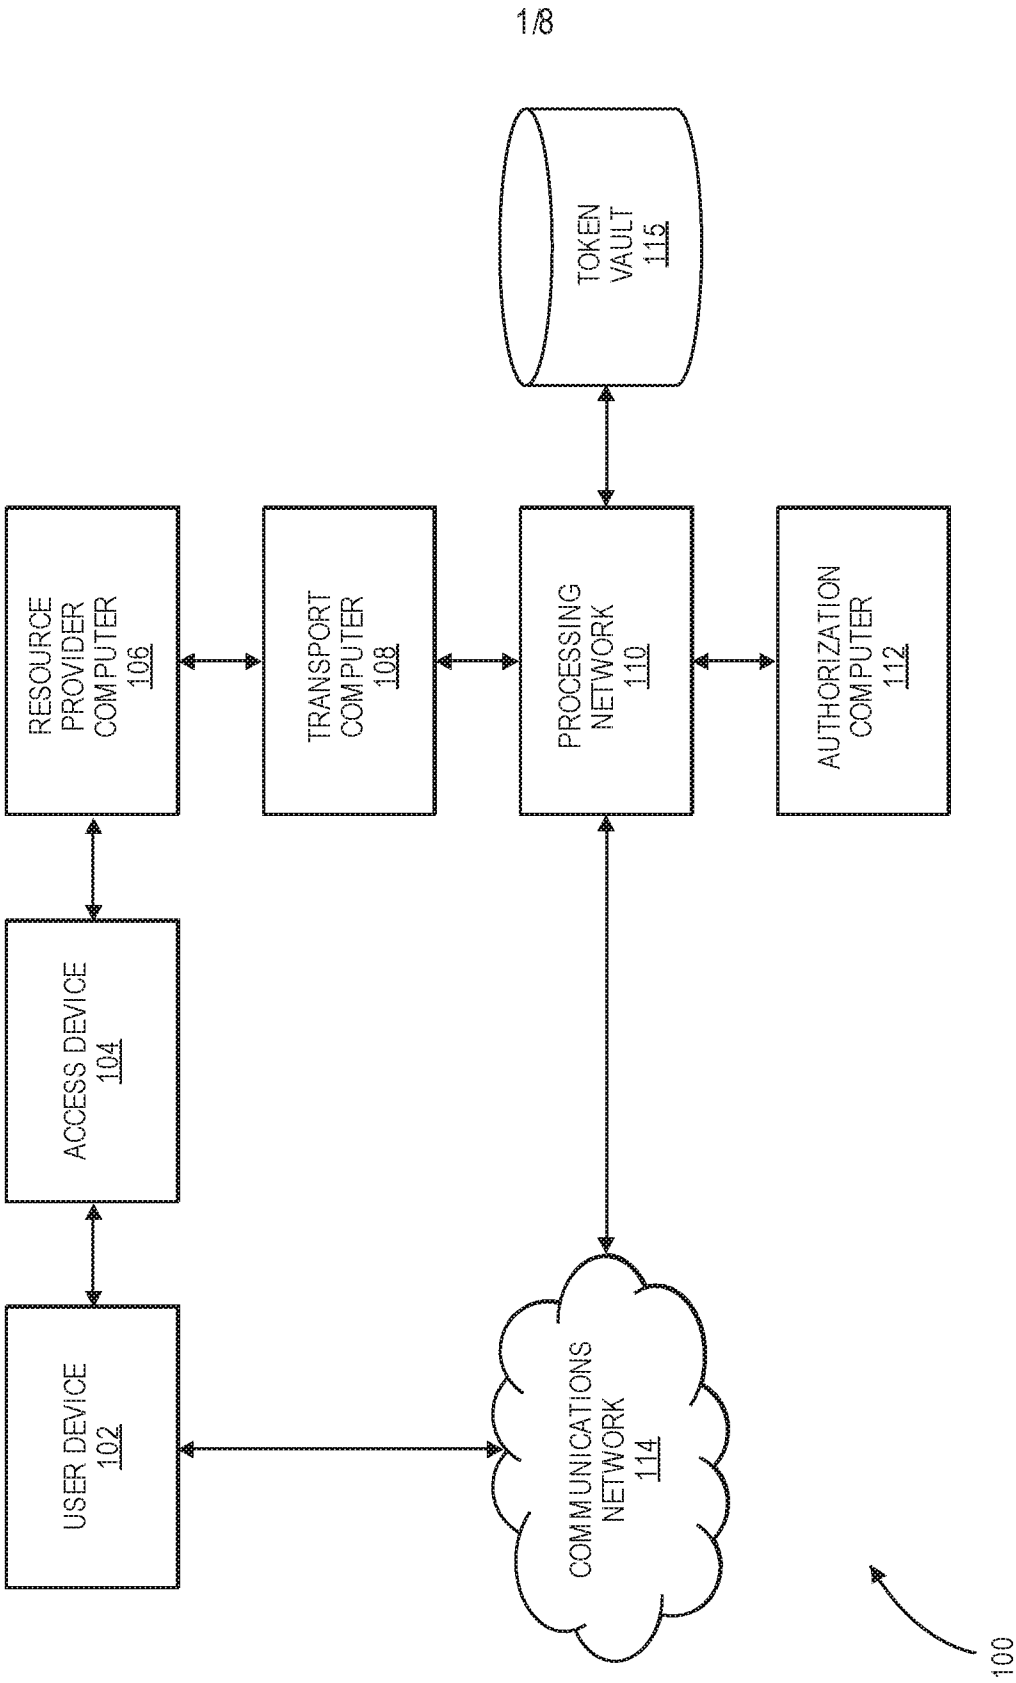 1/8
USER DEVICE
102
ACCESS DEVICE
104
RESOURCE
PROVIDER
COMPUTER
106
TRANSPORT
COMPUTER
108
COMMUNICATIONS
NETWORK
114
PROCESSING
NETWORK
110
TOKEN
VAULT
115
AUTHORIZATION
COMPUTER
112
100